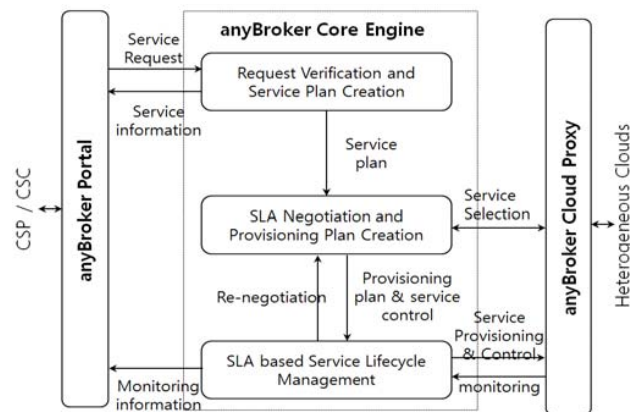 anyBroker Core Engine
Service
Request
Request Verification and
Service Plan Creation
Service
information
Service
plan
CSP / CSC
anyBroker Portal
SLA Negotiation and
Provisioning Plan Creation
Service
Selection
anyBroker Cloud Proxy
Heterogeneous Clouds
Re-negotiation
Provisioning
plan & service
control
Service
Provisioning
& Control
SLA based Service Lifecycle
Management
Monitoring
information
monitoring